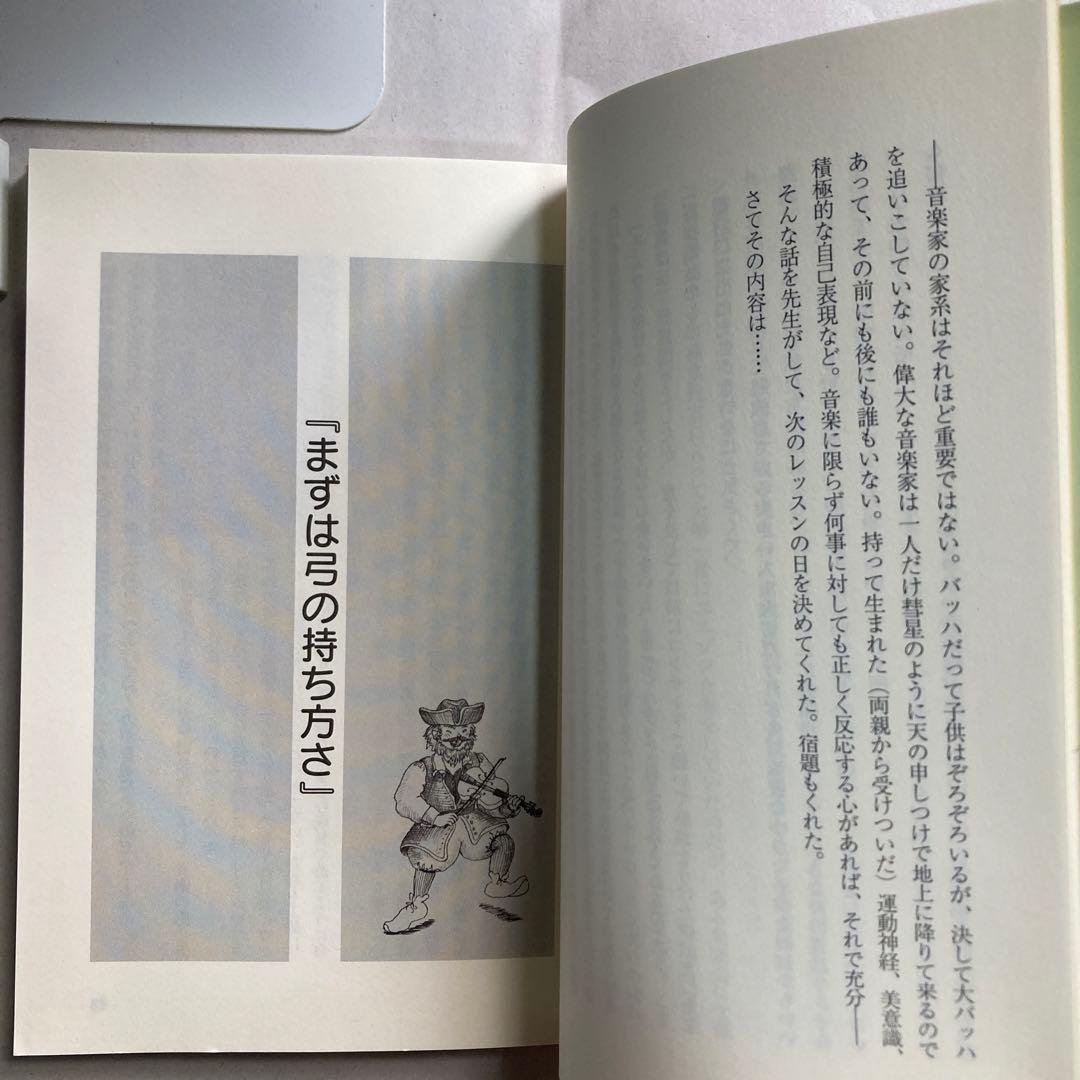 ――音楽家の家系はそれほど重要ではない。バッハだって子供はぞろぞろいるが、決して大バッハ
を追いこしていない。偉大な音楽家は一人だけ彗星のように天の申しつけで地上に降りて来るので
あって、その前にも後にも誰もいない。持って生まれた（両親から受けついだ）運動神経、美意識、
積極的な自己表現など。音楽に限らず何事に対しても正しく反応する心があれば、それで充分――
そんな話を先生がして、次のレッスンの日を決めてくれた。宿題もくれた。
さてその内容は……
『まずは弓の持ち方さ』